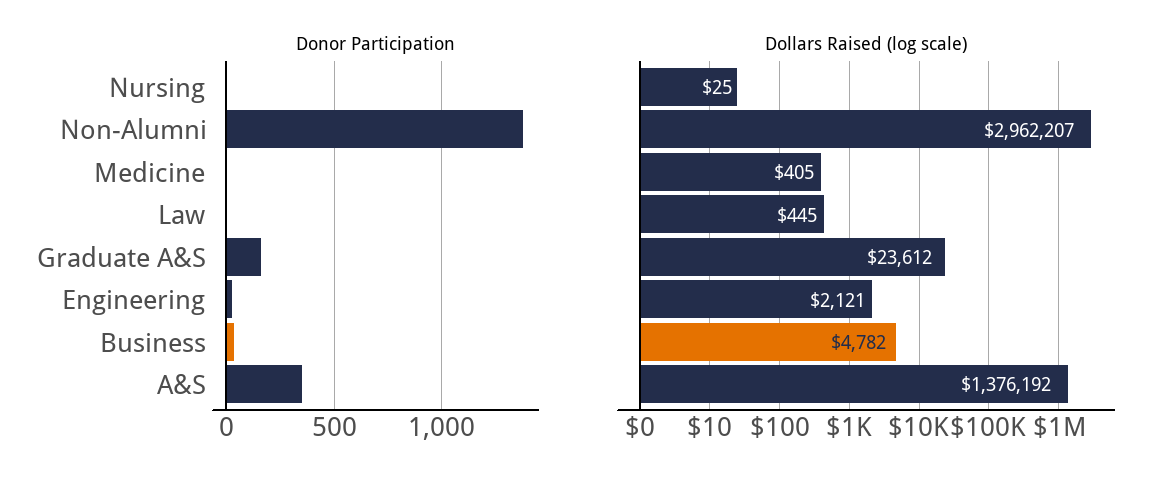 Donor Participation
Dollars Raised (log scale)
Nursing
$25
Non-Alumni
$2,962,207
Medicine
$405
Law
$445
Graduate A&S
$23,612
Engineering
$2,121
Business
$4,782
A&S
$1,376,192
0 500 1,000
$0 $10 $100 $1K $10K $100K $1M